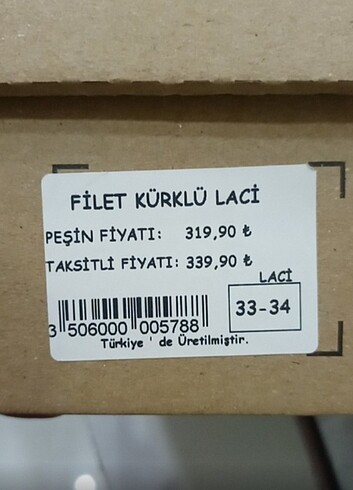 FİLET KÜRKLÜ LACİ
PEŞİN FİYATI: 319,90 ₺
TAKSİTLİ FİYATI: 339,90 ₺
LACİ
33-34
3 506000 005788
Türkiye ' de Üretilmiştir.